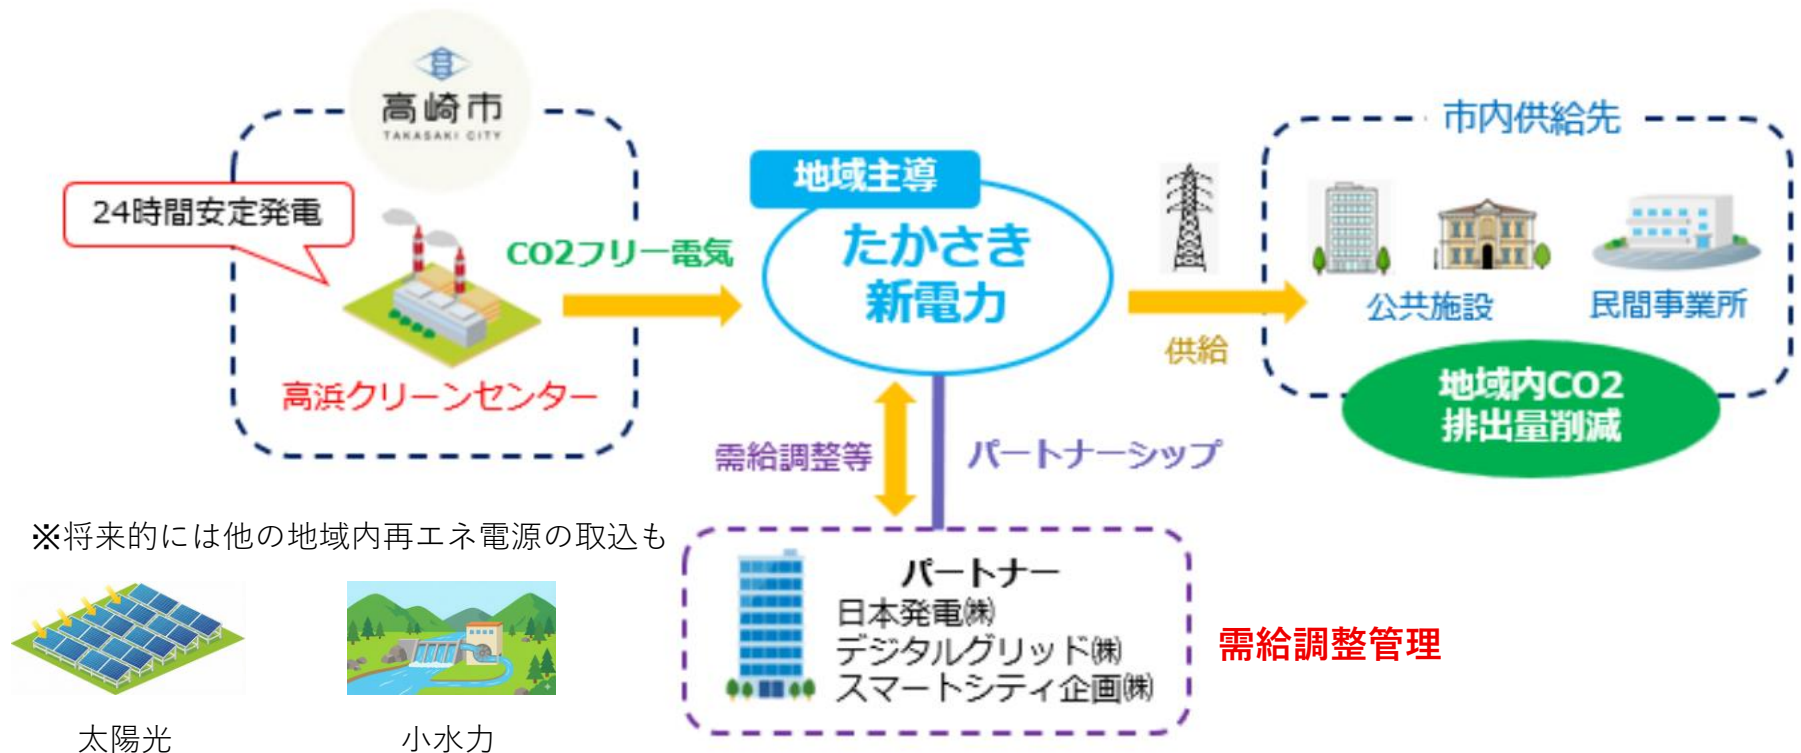 高崎市
TAKASAKI CITY
24時間安定発電
高浜クリーンセンター
CO2フリー電気
地域主導
たかさき
新電力
供給
市内供給先
公共施設
民間事業所
地域内CO2
排出量削減
需給調整等
パートナーシップ
パートナー
日本発電㈱
デジタルグリッド㈱
スマートシティ企画㈱
需給調整管理
※将来的には他の地域内再エネ電源の取込も
太陽光
小水力